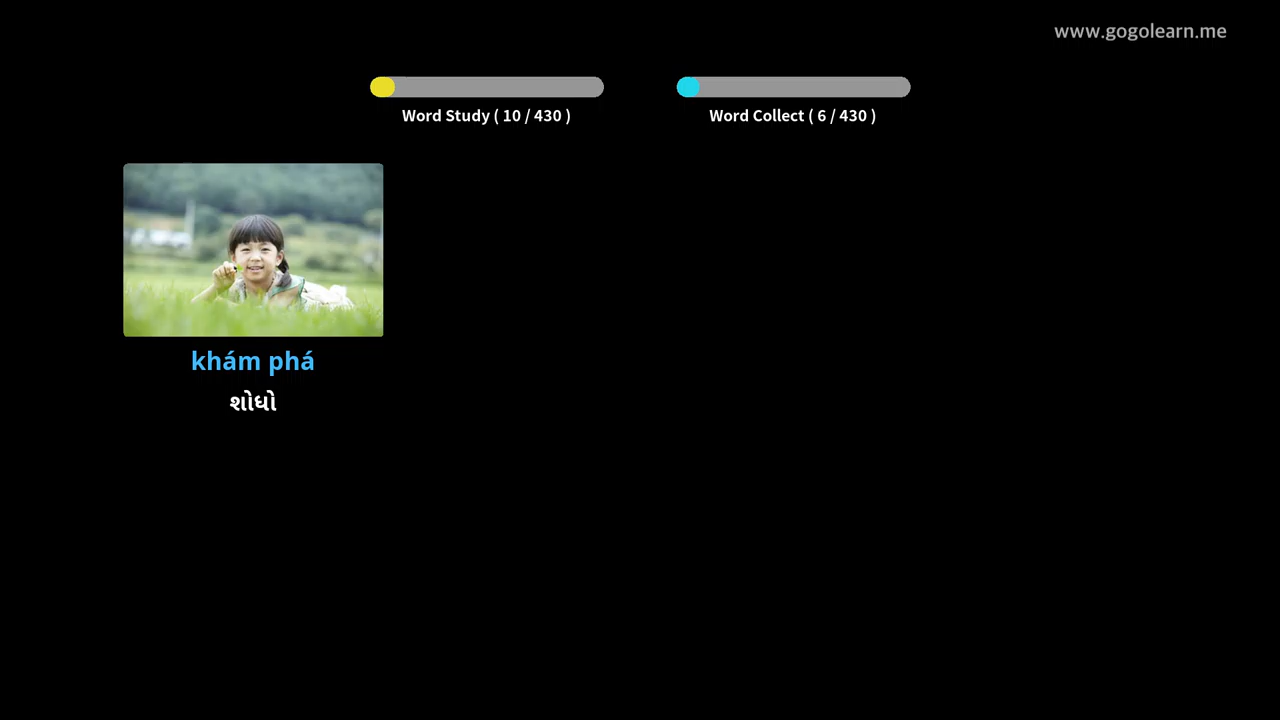 www.gogolearn.me
Word Study ( 10 / 430 )
Word Collect ( 6 / 430 )
khám phá
શોધો